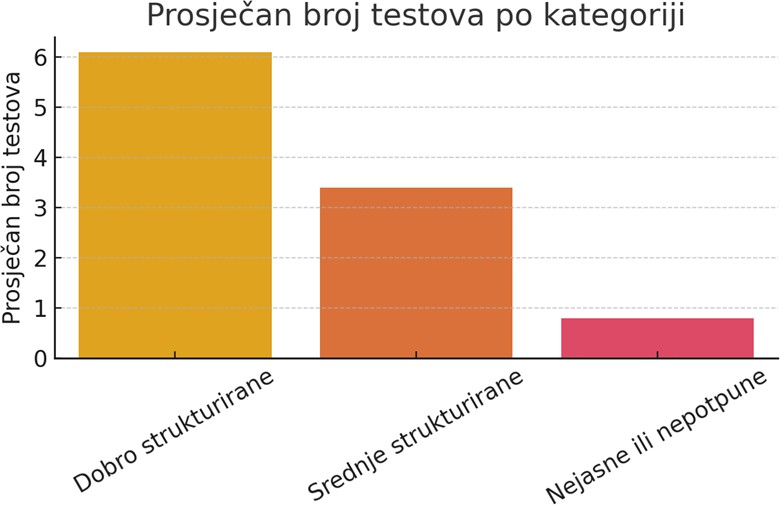 Prosječan broj testova po kategoriji
Prosječan broj testova
6
5
4
3
2
1
0
Dobro strukturirane
Srednje strukturirane
Nejasne ili nepotpune